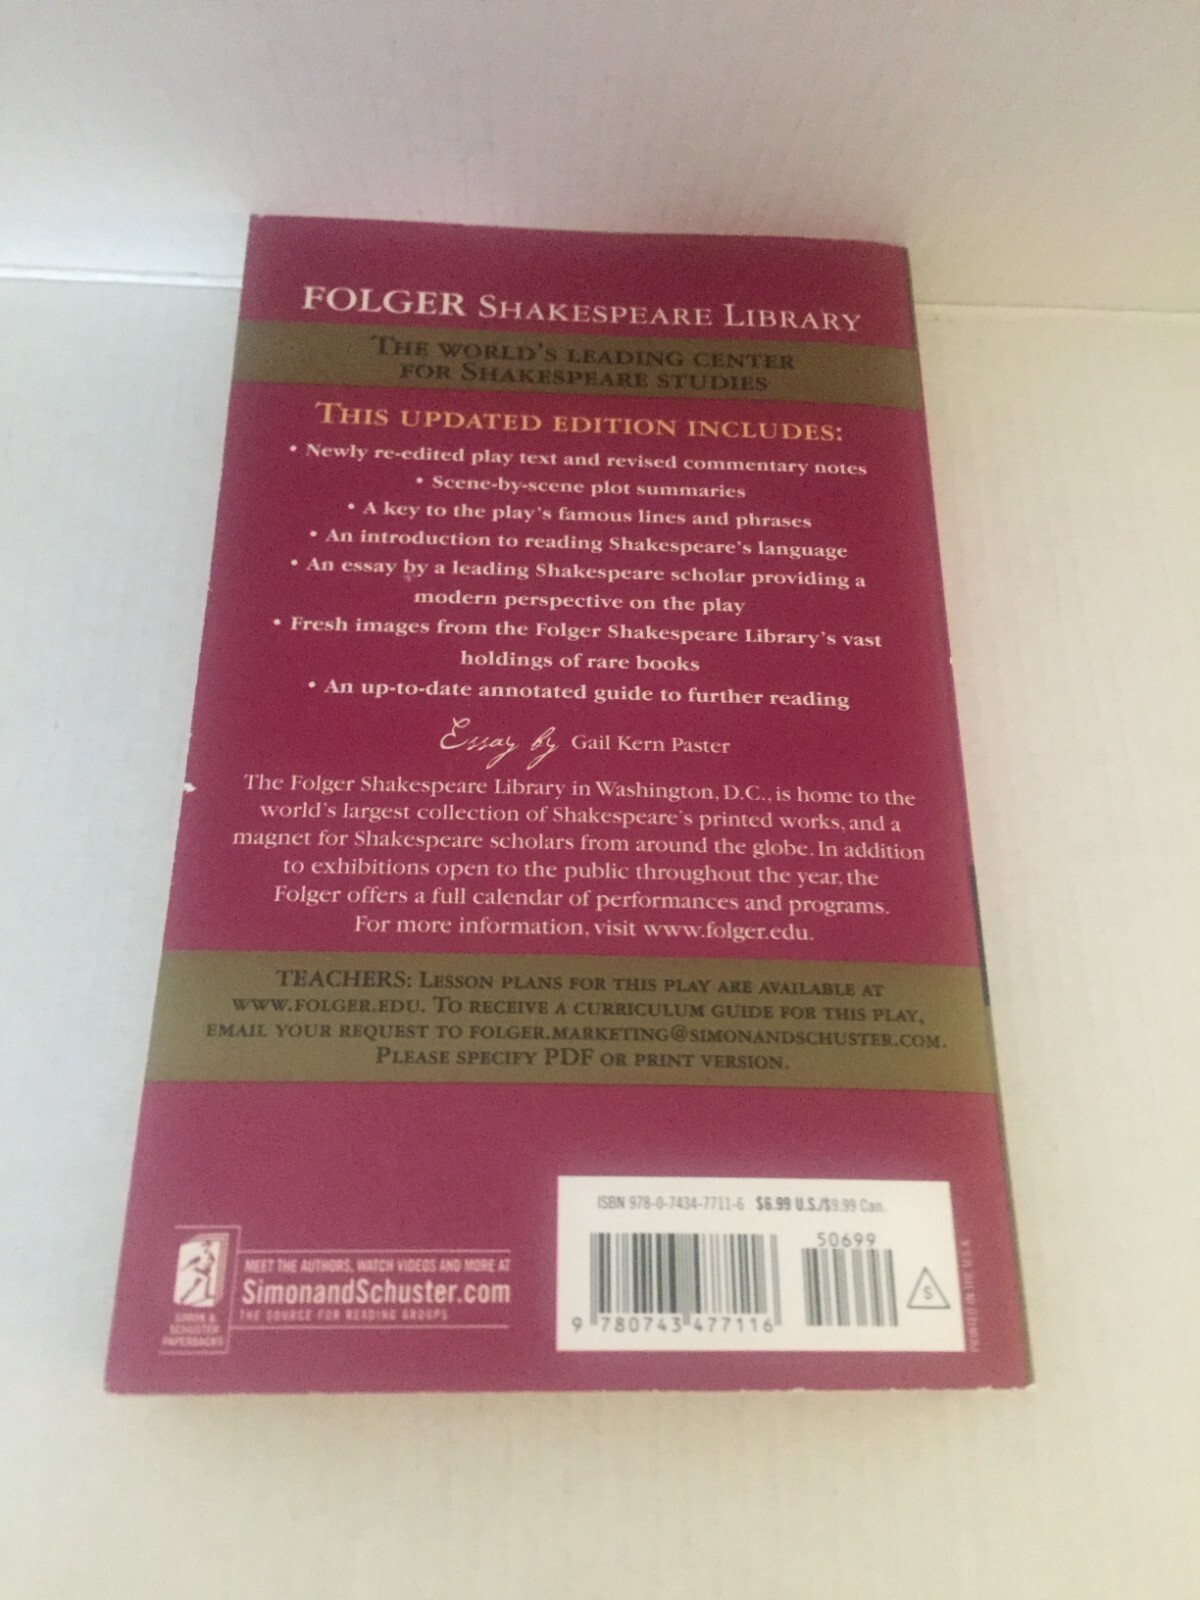 FOLGER SHAKESPEARE LIBRARY
THE WORLD'S LEADING CENTER
FOR SHAKESPEARE STUDIES
THIS UPDATED EDITION INCLUDES:
• Newly re-edited play text and revised commentary notes
• Scene-by-scene plot summaries
• A key to the play's famous lines and phrases
• An introduction to reading Shakespeare's language
• An essay by a leading Shakespeare scholar providing a
modern perspective on the play
• Fresh images from the Folger Shakespeare Library's vast
holdings of rare books
• An up-to-date annotated guide to further reading
Essay by Gail Kern Paster
The Folger Shakespeare Library in Washington, D.C., is home to the
world's largest collection of Shakespeare's printed works, and a
magnet for Shakespeare scholars from around the globe. In addition
to exhibitions open to the public throughout the year, the
Folger offers a full calendar of performances and programs.
For more information, visit www.folger.edu.
TEACHERS: LESSON PLANS FOR THIS PLAY ARE AVAILABLE AT
WWW.FOLGER.EDU. TO RECEIVE A CURRICULUM GUIDE FOR THIS PLAY,
EMAIL YOUR REQUEST TO FOLGER.MARKETING@SIMONANDSCHUSTER.COM.
PLEASE SPECIFY PDF OR PRINT VERSION.
ISBN 978-0-7434-7711-6 $6.99 U.S./$9.99 Can.
50699
9 780743 477116
S
PRINTED IN THE U.S.A.
MEET THE AUTHORS, WATCH VIDEOS AND MORE AT
SimonandSchuster.com
THE SOURCE FOR READING GROUPS
SIMON &
SCHUSTER
PAPERBACKS